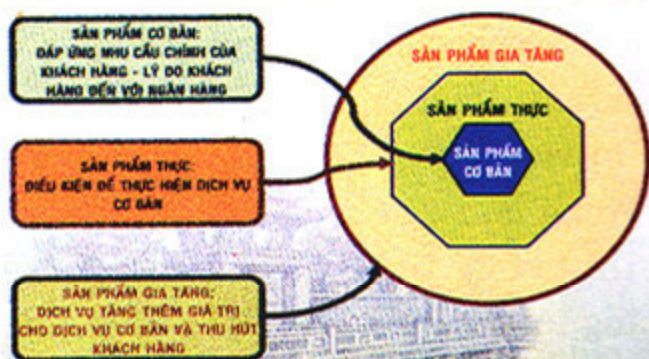 SẢN PHẨM CƠ BẢN:
ĐÁP ỨNG NHU CẦU CHÍNH CỦA
KHÁCH HÀNG - LÝ DO KHÁCH
HÀNG ĐẾN VỚI NGÂN HÀNG
SẢN PHẨM THỰC:
ĐIỀU KIỆN ĐỂ THỰC HIỆN DỊCH VỤ
CƠ BẢN
SẢN PHẨM GIA TĂNG:
DỊCH VỤ TĂNG THÊM GIÁ TRỊ
CHO DỊCH VỤ CƠ BẢN VÀ THU HÚT
KHÁCH HÀNG
SẢN PHẨM GIA TĂNG
SẢN PHẨM THỰC
SẢN PHẨM
CƠ BẢN